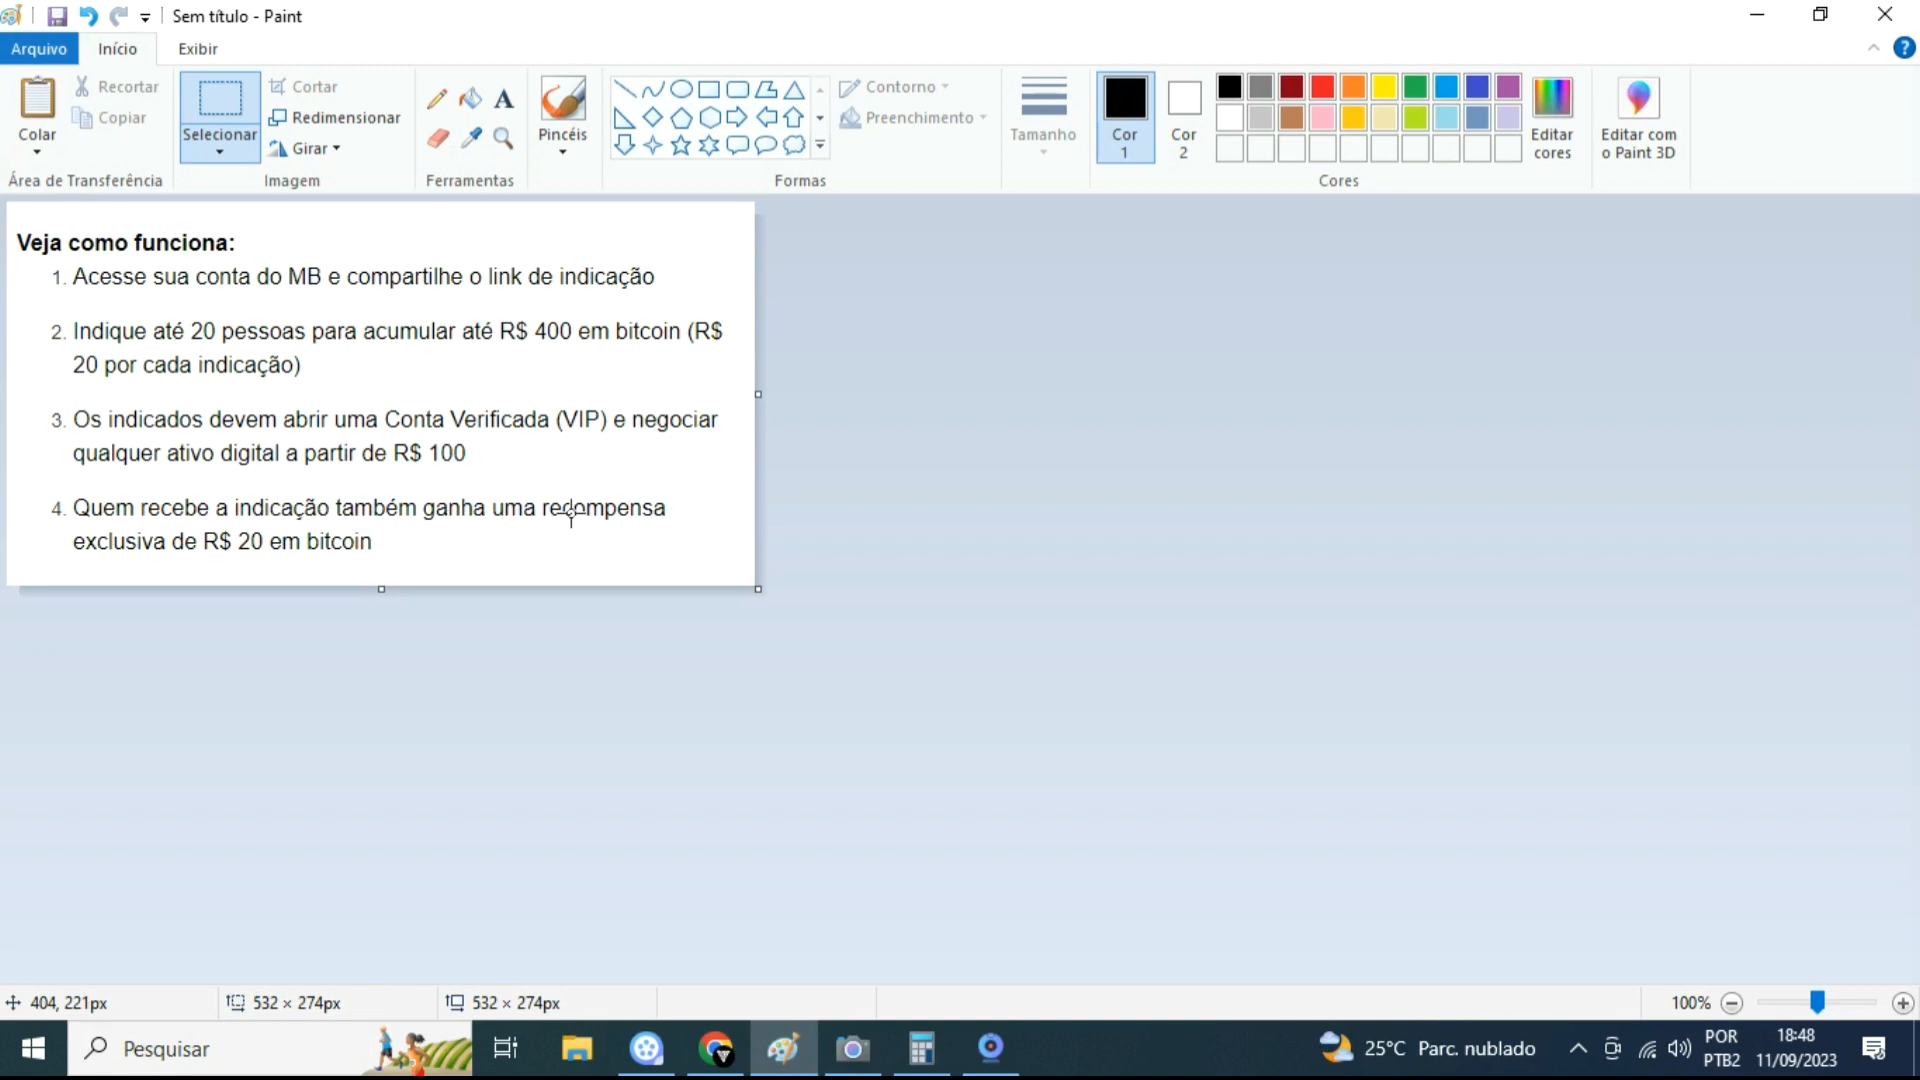 Sem título - Paint
Arquivo Início Exibir
Colar
Recortar
Copiar
Área de Transferência
Selecionar
Cortar
Redimensionar
Girar
Imagem
A
Ferramentas
Pincéis
Contorno
Preenchimento
Formas
Tamanho
Cor
1
Cor
2
Editar
cores
Cores
Editar com
o Paint 3D
?
Veja como funciona:
1. Acesse sua conta do MB e compartilhe o link de indicação
2. Indique até 20 pessoas para acumular até R$ 400 em bitcoin (R$
20 por cada indicação)
3. Os indicados devem abrir uma Conta Verificada (VIP) e negociar
qualquer ativo digital a partir de R$ 100
4. Quem recebe a indicação também ganha uma recompensa
exclusiva de R$ 20 em bitcoin
404, 221px
532 × 274px
532 × 274px
100%
Pesquisar
25°C Parc. nublado
POR
PTB2
18:48
11/09/2023